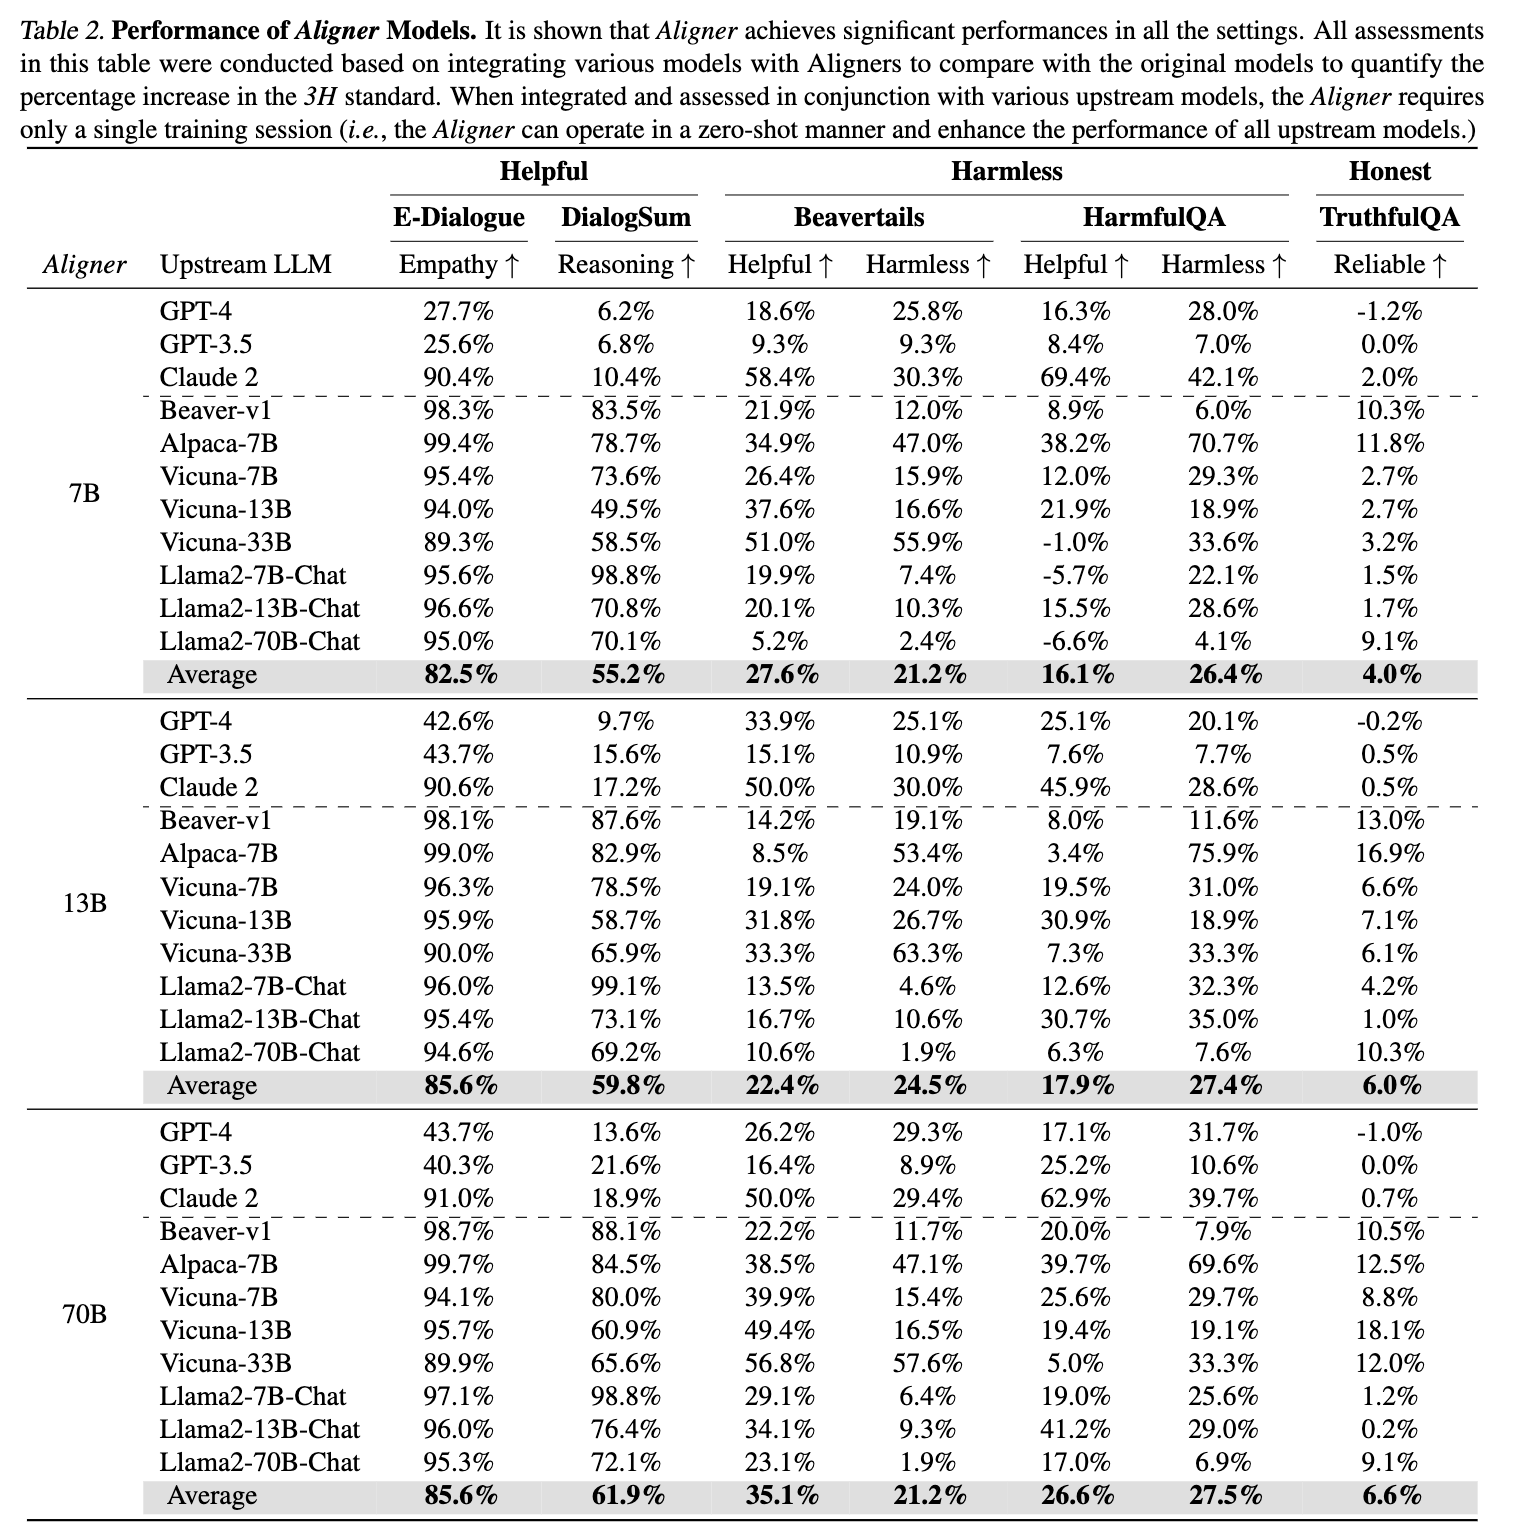 Table 2. Performance of Aligner Models. It is shown that Aligner achieves significant performances in all the settings. All assessments
in this table were conducted based on integrating various models with Aligners to compare with the original models to quantify the
percentage increase in the 3H standard. When integrated and assessed in conjunction with various upstream models, the Aligner requires
only a single training session (i.e., the Aligner can operate in a zero-shot manner and enhance the performance of all upstream models.)
Helpful Harmless Honest
E-Dialogue DialogSum Beavertails HarmfulQA TruthfulQA
Aligner Upstream LLM Empathy ↑ Reasoning ↑ Helpful ↑ Harmless ↑ Helpful ↑ Harmless ↑ Reliable ↑
GPT-4 27.7% 6.2% 18.6% 25.8% 16.3% 28.0% -1.2%
GPT-3.5 25.6% 6.8% 9.3% 9.3% 8.4% 7.0% 0.0%
Claude 2 90.4% 10.4% 58.4% 30.3% 69.4% 42.1% 2.0%
Beaver-v1 98.3% 83.5% 21.9% 12.0% 8.9% 6.0% 10.3%
Alpaca-7B 99.4% 78.7% 34.9% 47.0% 38.2% 70.7% 11.8%
Vicuna-7B 95.4% 73.6% 26.4% 15.9% 12.0% 29.3% 2.7%
7B
Vicuna-13B 94.0% 49.5% 37.6% 16.6% 21.9% 18.9% 2.7%
Vicuna-33B 89.3% 58.5% 51.0% 55.9% -1.0% 33.6% 3.2%
Llama2-7B-Chat 95.6% 98.8% 19.9% 7.4% -5.7% 22.1% 1.5%
Llama2-13B-Chat 96.6% 70.8% 20.1% 10.3% 15.5% 28.6% 1.7%
Llama2-70B-Chat 95.0% 70.1% 5.2% 2.4% -6.6% 4.1% 9.1%
Average 82.5% 55.2% 27.6% 21.2% 16.1% 26.4% 4.0%
GPT-4 42.6% 9.7% 33.9% 25.1% 25.1% 20.1% -0.2%
GPT-3.5 43.7% 15.6% 15.1% 10.9% 7.6% 7.7% 0.5%
Claude 2 90.6% 17.2% 50.0% 30.0% 45.9% 28.6% 0.5%
Beaver-v1 98.1% 87.6% 14.2% 19.1% 8.0% 11.6% 13.0%
Alpaca-7B 99.0% 82.9% 8.5% 53.4% 3.4% 75.9% 16.9%
Vicuna-7B 96.3% 78.5% 19.1% 24.0% 19.5% 31.0% 6.6%
13B
Vicuna-13B 95.9% 58.7% 31.8% 26.7% 30.9% 18.9% 7.1%
Vicuna-33B 90.0% 65.9% 33.3% 63.3% 7.3% 33.3% 6.1%
Llama2-7B-Chat 96.0% 99.1% 13.5% 4.6% 12.6% 32.3% 4.2%
Llama2-13B-Chat 95.4% 73.1% 16.7% 10.6% 30.7% 35.0% 1.0%
Llama2-70B-Chat 94.6% 69.2% 10.6% 1.9% 6.3% 7.6% 10.3%
Average 85.6% 59.8% 22.4% 24.5% 17.9% 27.4% 6.0%
GPT-4 43.7% 13.6% 26.2% 29.3% 17.1% 31.7% -1.0%
GPT-3.5 40.3% 21.6% 16.4% 8.9% 25.2% 10.6% 0.0%
Claude 2 91.0% 18.9% 50.0% 29.4% 62.9% 39.7% 0.7%
Beaver-v1 98.7% 88.1% 22.2% 11.7% 20.0% 7.9% 10.5%
Alpaca-7B 99.7% 84.5% 38.5% 47.1% 39.7% 69.6% 12.5%
Vicuna-7B 94.1% 80.0% 39.9% 15.4% 25.6% 29.7% 8.8%
70B
Vicuna-13B 95.7% 60.9% 49.4% 16.5% 19.4% 19.1% 18.1%
Vicuna-33B 89.9% 65.6% 56.8% 57.6% 5.0% 33.3% 12.0%
Llama2-7B-Chat 97.1% 98.8% 29.1% 6.4% 19.0% 25.6% 1.2%
Llama2-13B-Chat 96.0% 76.4% 34.1% 9.3% 41.2% 29.0% 0.2%
Llama2-70B-Chat 95.3% 72.1% 23.1% 1.9% 17.0% 6.9% 9.1%
Average 85.6% 61.9% 35.1% 21.2% 26.6% 27.5% 6.6%